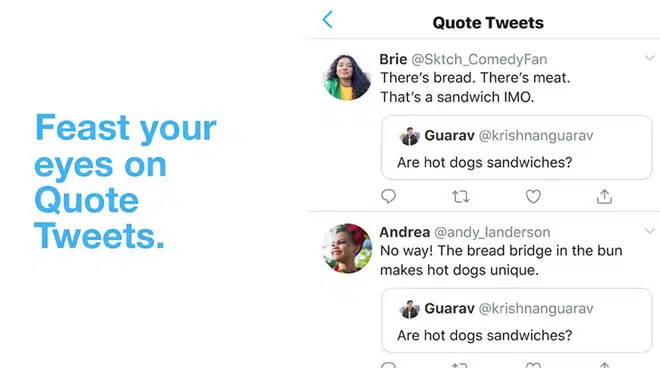 Feast your
eyes on
Quote
Tweets.
Quote Tweets
Brie @Sktch_ComedyFan
There’s bread. There’s meat.
That’s a sandwich IMO.
Guarav @krishnanguarav
Are hot dogs sandwiches?
Andrea @andy_landerson
No way! The bread bridge in the bun
makes hot dogs unique.
Guarav @krishnanguarav
Are hot dogs sandwiches?